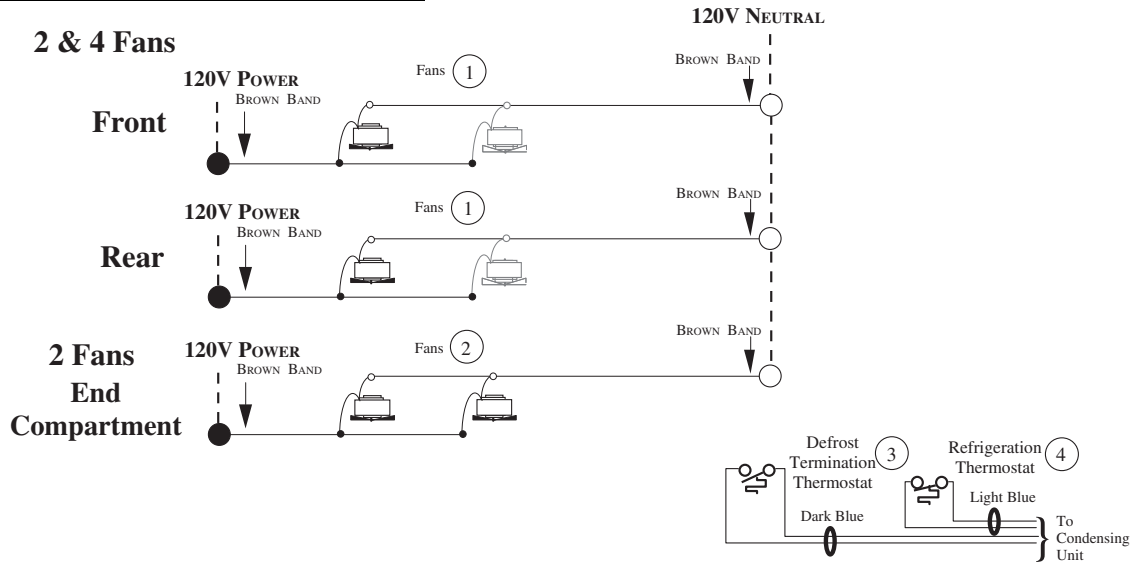 120V NEUTRAL
2 & 4 Fans
Fans 1
BROWN BAND
120V POWER
BROWN BAND
Front
Fans 1
BROWN BAND
120V POWER
BROWN BAND
Rear
BROWN BAND
2 Fans
End
Compartment
120V POWER
BROWN BAND
Fans 2
Defrost
Termination
Thermostat
3
Refrigeration
Thermostat
4
Light Blue
Dark Blue
To
Condensing
Unit